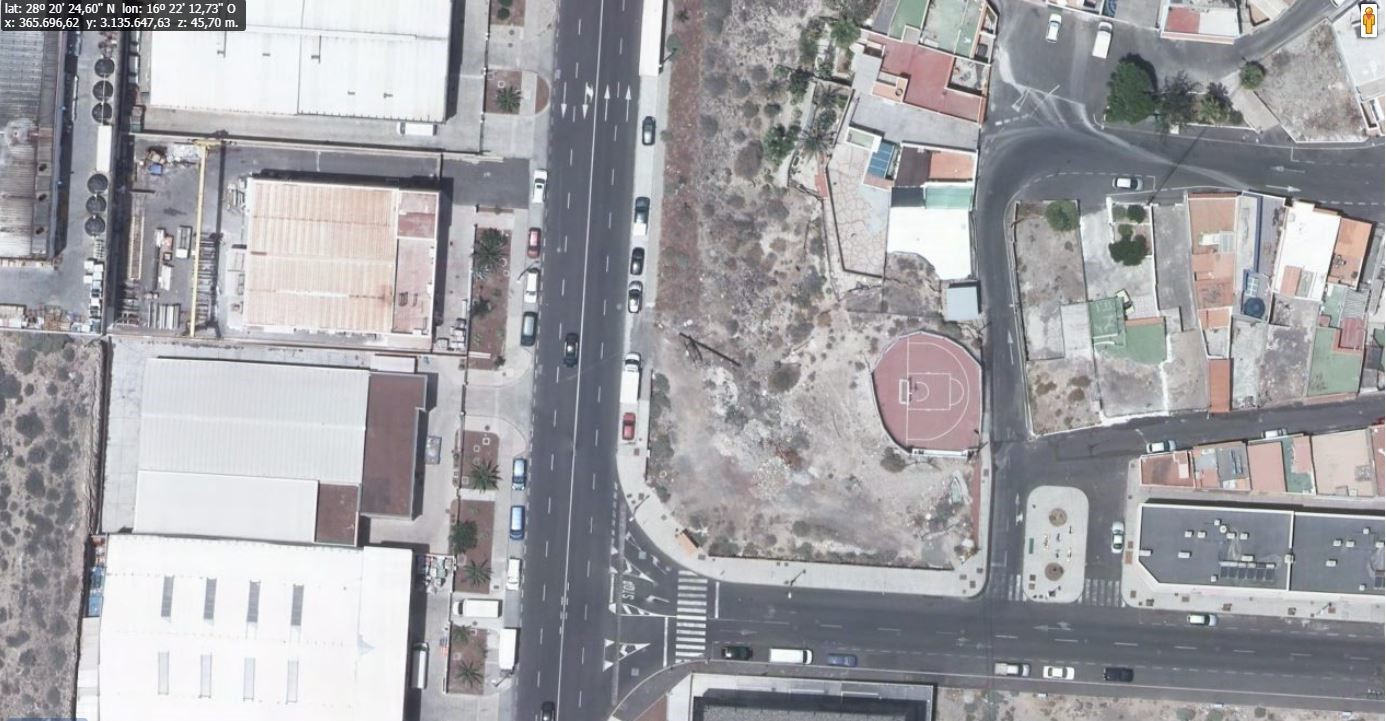 lat: 28º 20' 24,60" N  lon: 16º 22' 12,73" O
x: 365.696,62  y: 3.135.647,63  z: 45,70 m.
STOP